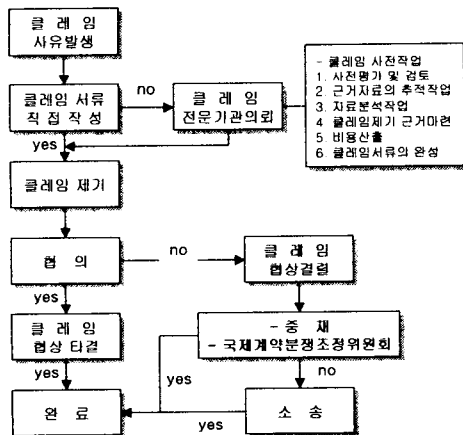 클 레 임
사유발생
클레임 서류
직 접 작 성
no
클 레 임
전문기관의뢰
- 클레임 사전작업
1. 사전평가 및 검토
2. 근거자료의 추적작업
3. 자료분석작업
4. 클레임제기 근거마련
5. 비용산출
6. 클레임서류의 완성
yes
클레임 제기
협 의
no
클 레 임
협상결렬
yes
클 레 임
협상 타결
- 중 재
- 국제계약분쟁조정위원회
yes
yes
no
완 료
yes
소 송